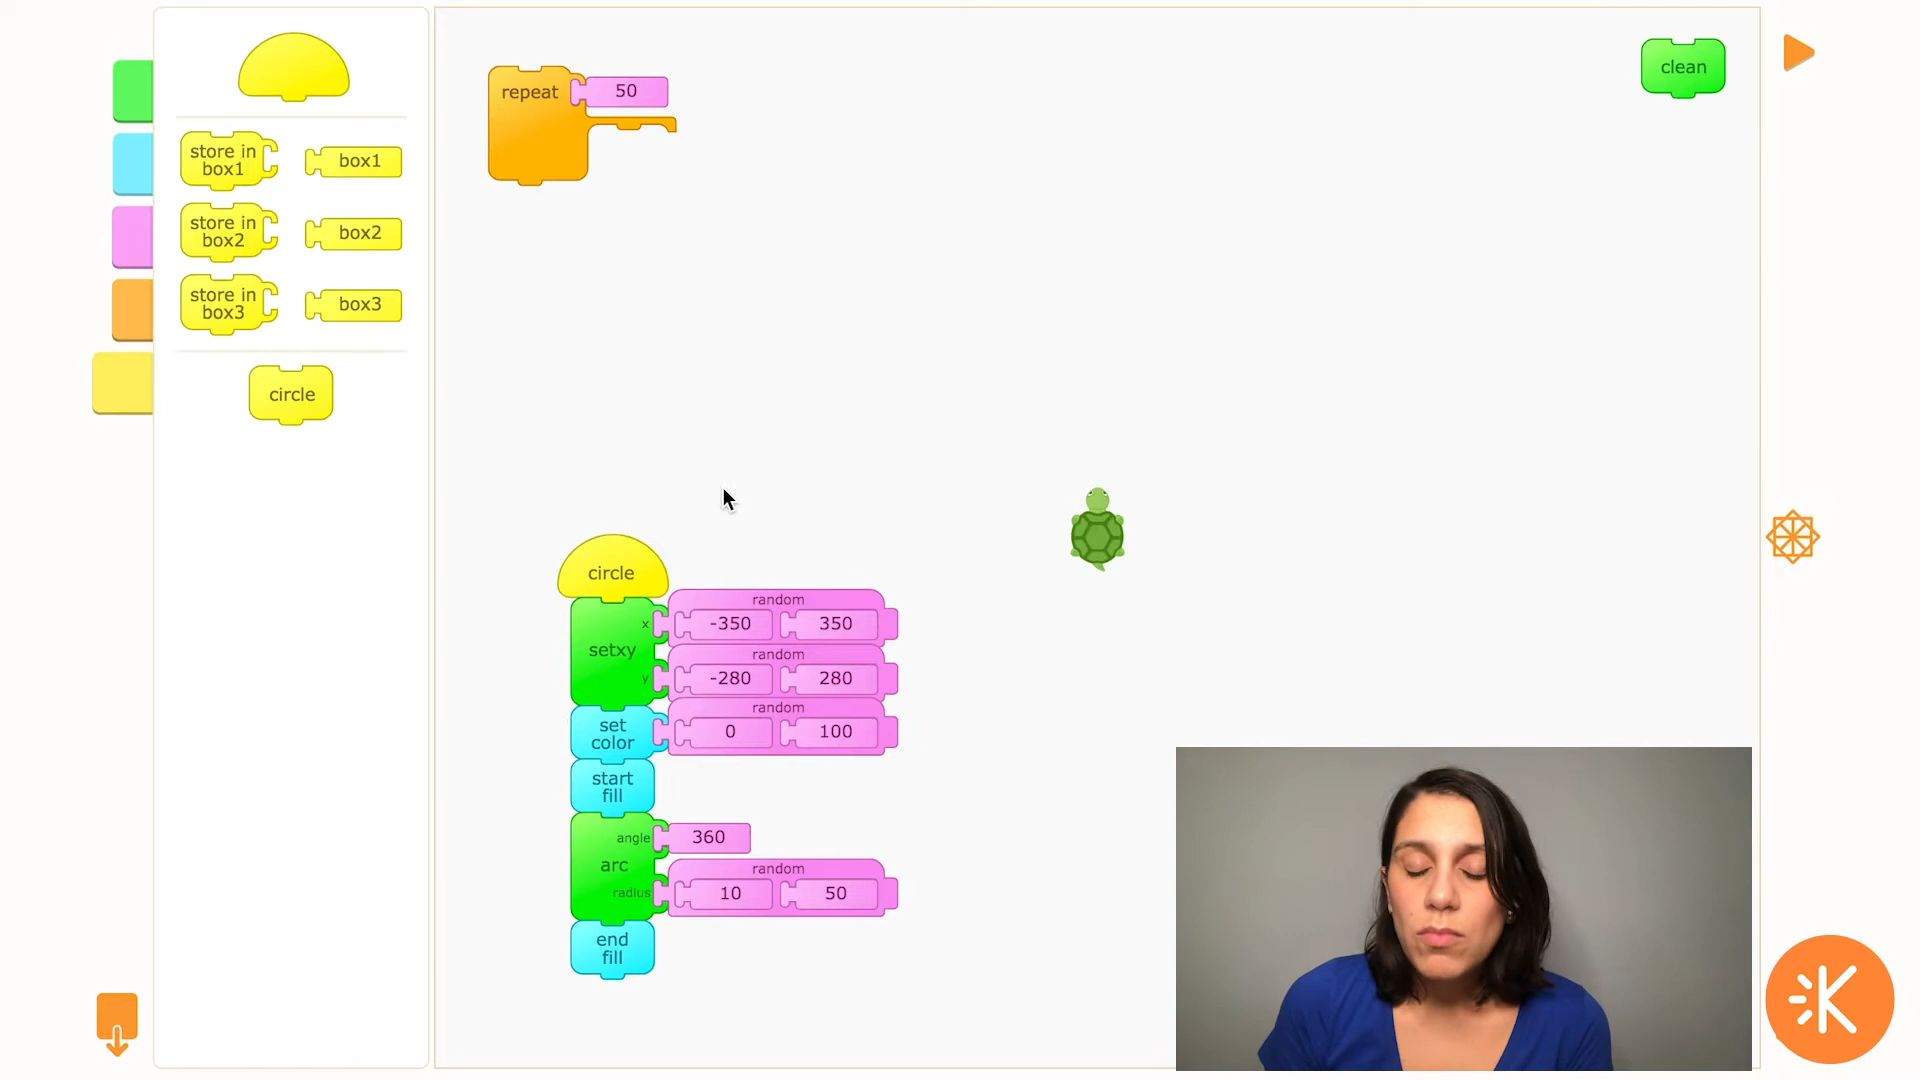 repeat 50
clean
store in
box1
box1
store in
box2
box2
store in
box3
box3
circle
circle
setxy
x
random
-350 350
y
random
-280 280
set
color
random
0 100
start
fill
arc
angle
360
radius
random
10 50
end
fill
K